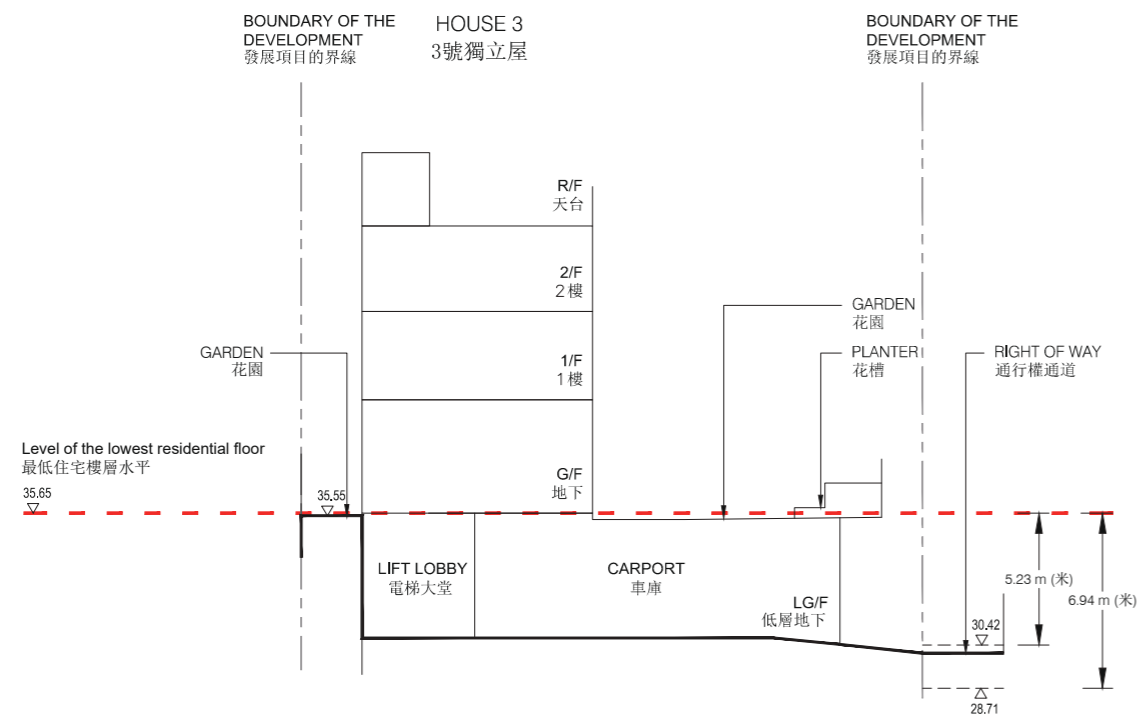 BOUNDARY OF THE
DEVELOPMENT
發展項目的界線
HOUSE 3
3號獨立屋
BOUNDARY OF THE
DEVELOPMENT
發展項目的界線
R/F
天台
2/F
2樓
GARDEN
花園
GARDEN
花園
1/F
1樓
PLANTER
花槽
RIGHT OF WAY
通行權通道
Level of the lowest residential floor
最低住宅樓層水平
35.65
35.55
G/F
地下
LIFT LOBBY
電梯大堂
CARPORT
車庫
LG/F
低層地下
5.23 m (米)
6.94 m (米)
30.42
28.71